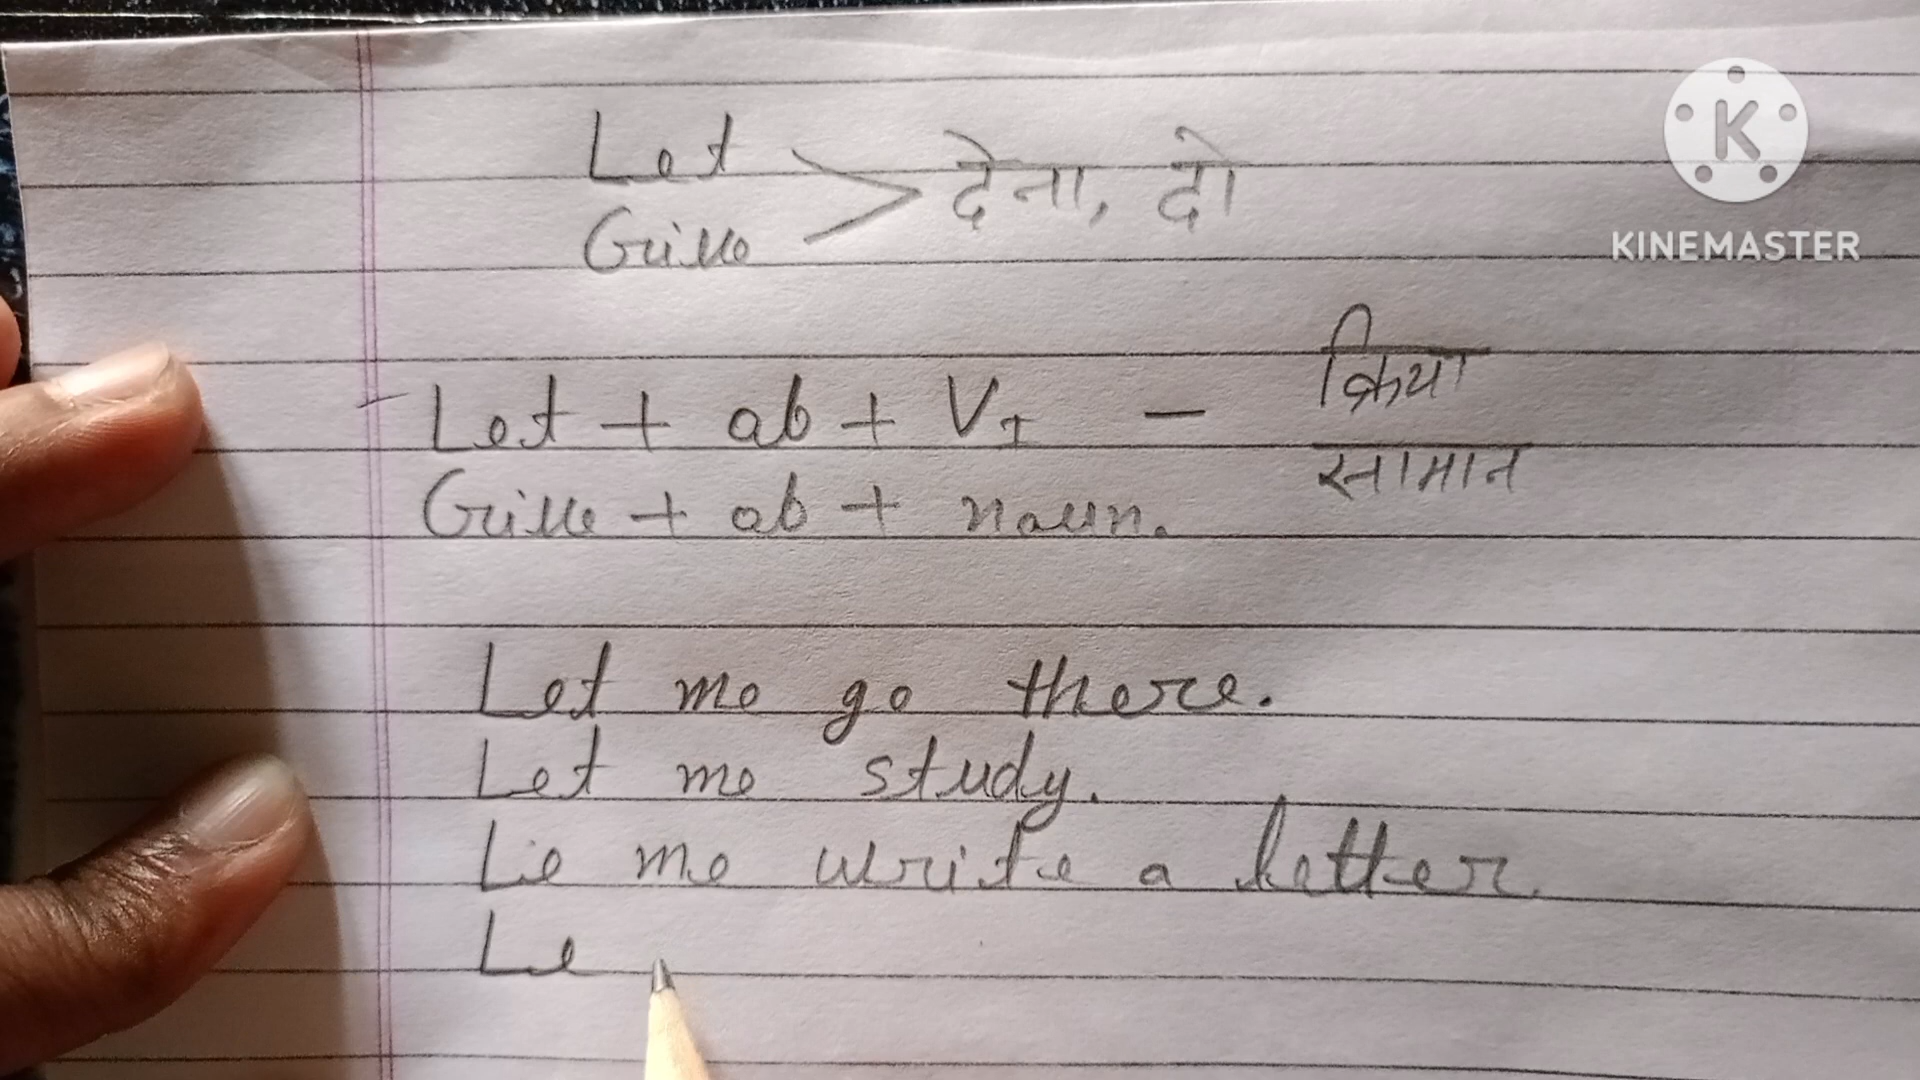 Let
Give > देना, दो
K
KINEMASTER
Let + ob + V1 - क्रिया
सामान
Give + ob + noun.
Let me go there.
Let me study.
Lie me write a letter.
Le